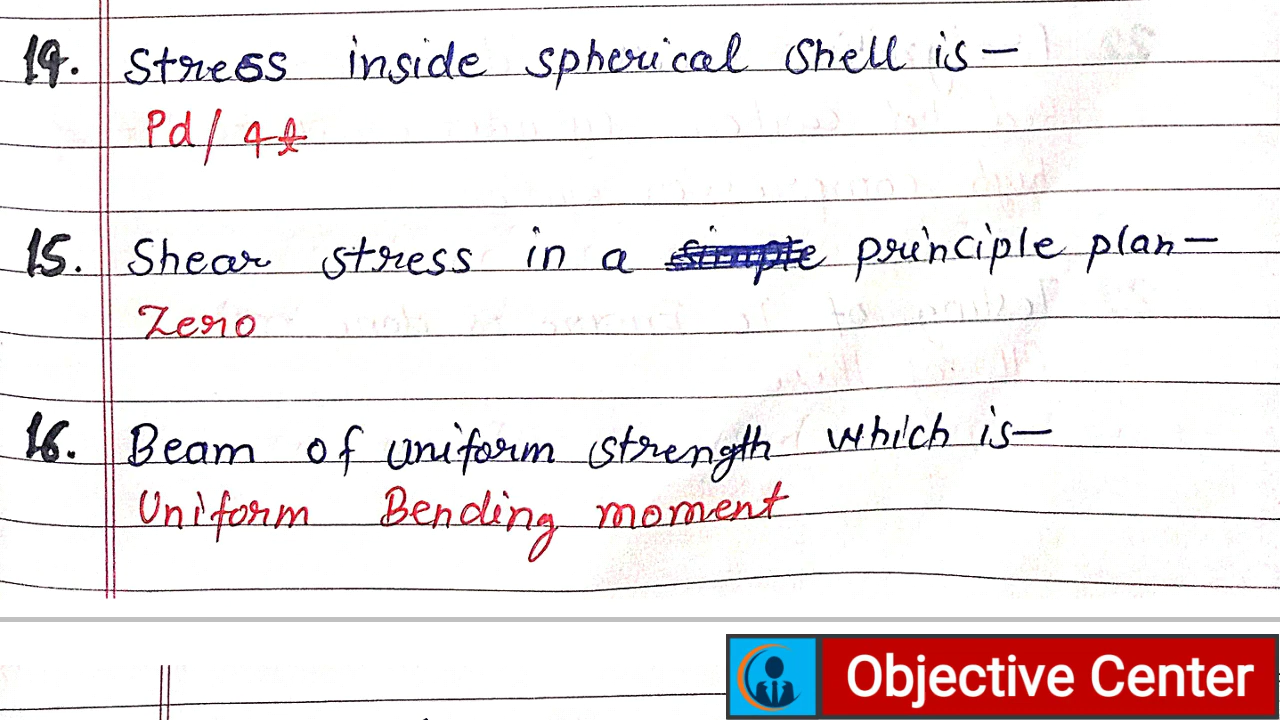 14. Stress inside spherical shell is -
Pd / 4t
15. Shear stress in a simple principle plan -
Zero
16. Beam of uniform strength which is -
Uniform Bending moment
Objective Center